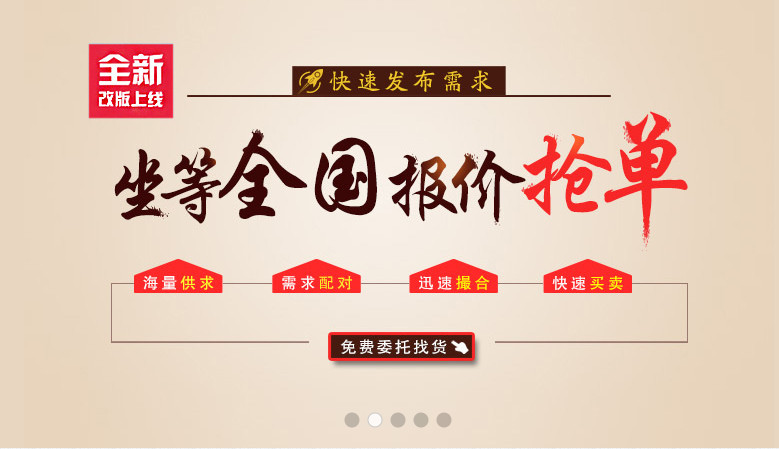 全新
改版上线
快速发布需求
坐等全国报价抢单
海量供求
需求配对
迅速撮合
快速买卖
免费委托找货